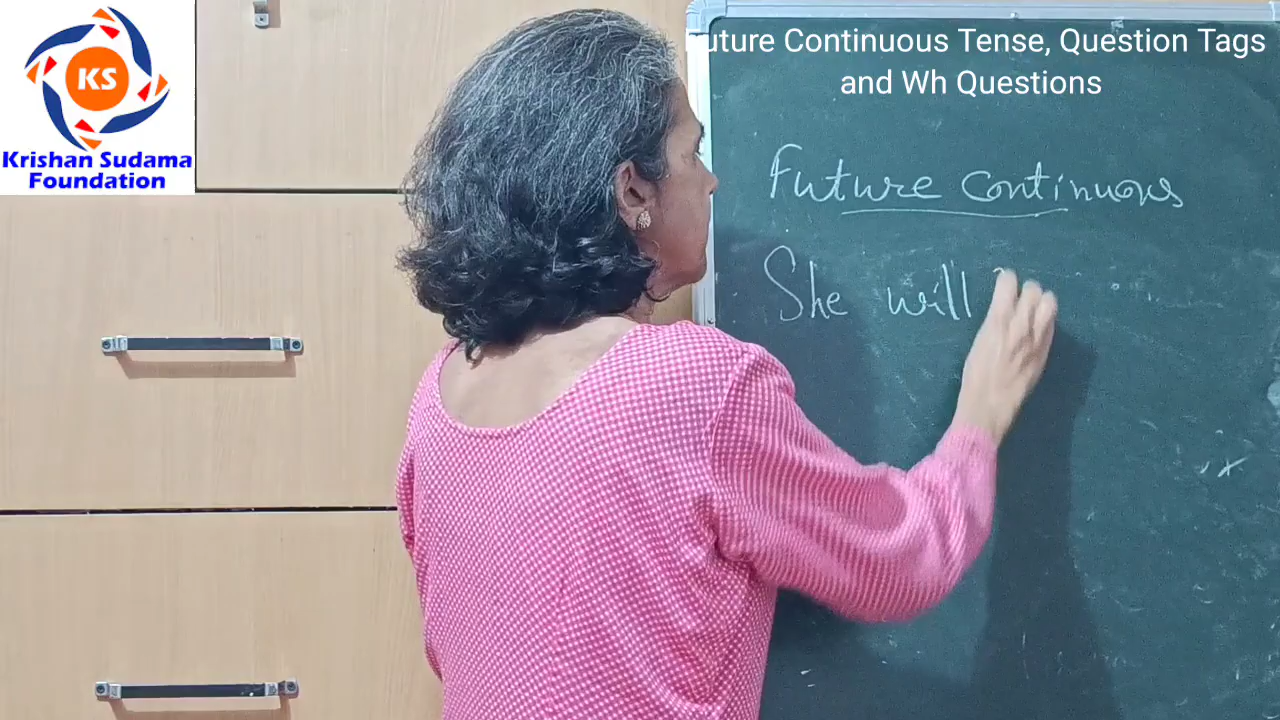 KS
Krishan Sudama
Foundation
uture Continuous Tense, Question Tags
and Wh Questions
Future Continuous
She will